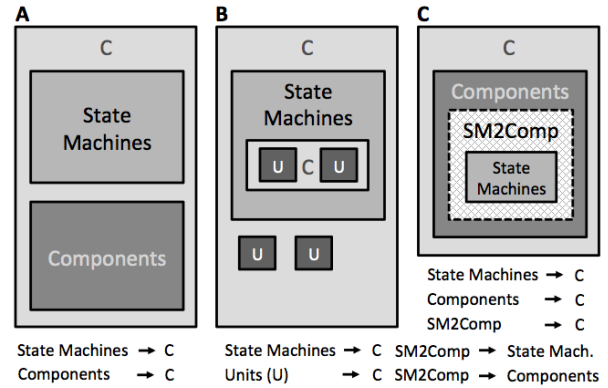 A
C
State
Machines
Components
State Machines → C
Components → C
B
C
State
Machines
U C U
U U
State Machines → C
Units (U) → C
C
C
Components
SM2Comp
State
Machines
State Machines → C
Components → C
SM2Comp → C
SM2Comp → State Mach.
SM2Comp → Components